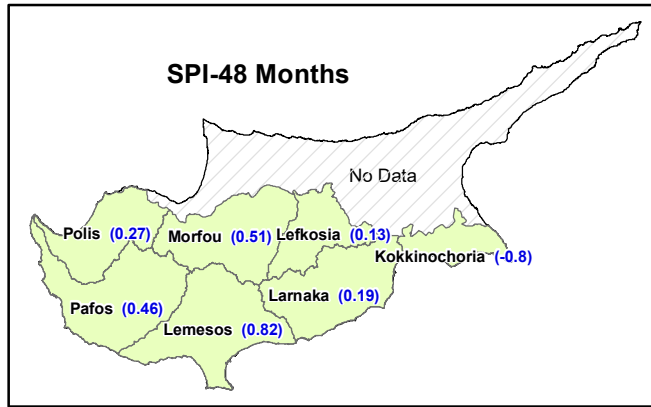 SPI-48 Months
No Data
Polis (0.27)
Morfou (0.51)
Lefkosia (0.13)
Kokkinochoria (-0.8)
Pafos (0.46)
Larnaka (0.19)
Lemesos (0.82)